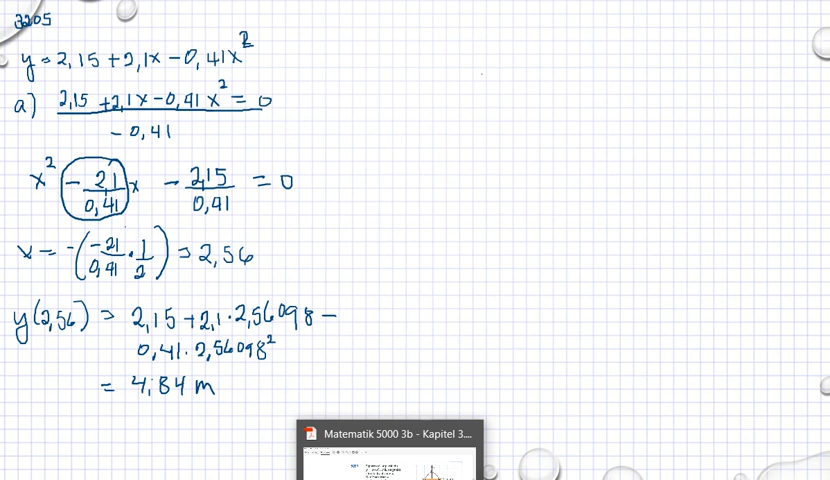 3205
y = 2,15 + 2,1x - 0,41x²
a) 2,15 + 2,1x - 0,41x² = 0
- 0,41
x² - 2,1/0,41 x - 2,15/0,41 = 0
x = -(-21/0,41 · 1/2) = 2,56
y(2,56) = 2,15 + 2,1 · 2,56098 -
0,41 · 2,56098²
= 4,84 m
Matematik 5000 3b - Kapitel 3....